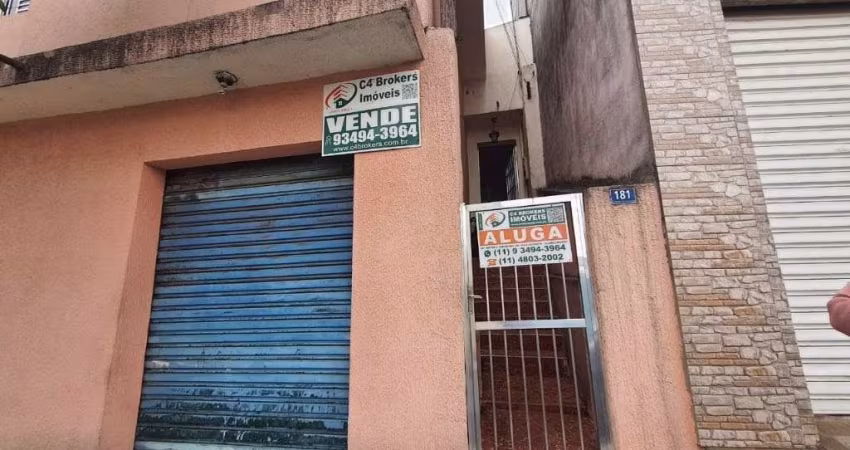 C4 Brokers
Imóveis
VENDE
93494-3964
www.c4brokers.com.br
181
C4 BROKERS
IMÓVEIS
ALUGA
(11) 9 3494-3964
(11) 4803-2002